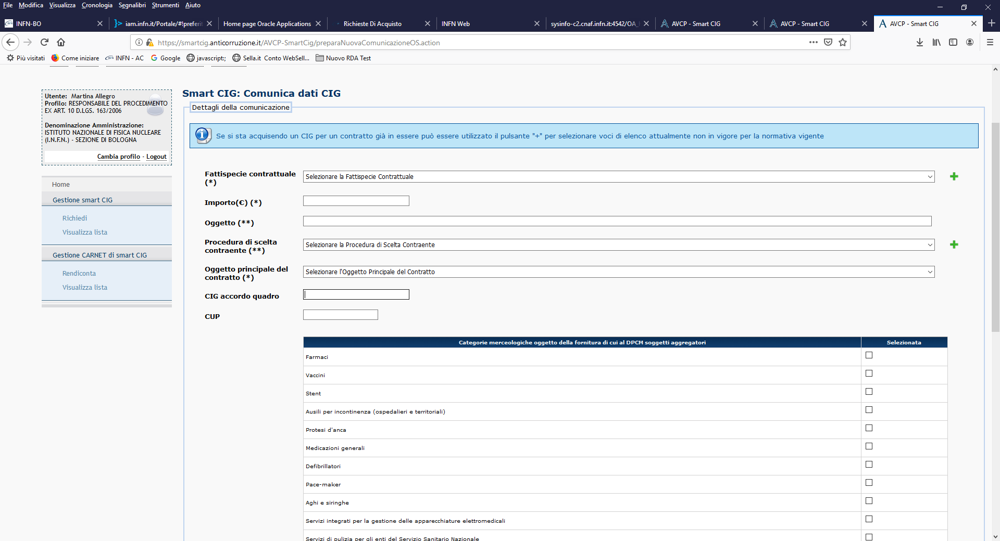 File Modifica Visualizza Cronologia Segnalibri Strumenti Aiuto
INFN-BO
iam.infn.it/Portale/#!preferit
Home page Oracle Applications
Richieste Di Acquisto
INFN Web
sysinfo-c2.cnaf.infn.it:4542/OA_
AVCP - Smart CIG
AVCP - Smart CIG
AVCP - Smart CIG
https://smartcig.anticorruzione.it/AVCP-SmartCig/preparaNuovaComunicazioneOS.action
Più visitati Come iniziare INFN - AC Google javascript:; Sella.it Conto WebSell... Nuovo RDA Test
Utente: Martina Allegro
Profilo: RESPONSABILE DEL PROCEDIMENTO
EX ART. 10 D.LGS. 163/2006
Denominazione Amministrazione:
ISTITUTO NAZIONALE DI FISICA NUCLEARE
(I.N.F.N.) - SEZIONE DI BOLOGNA
Cambia profilo - Logout
Home
Gestione smart CIG
Richiedi
Visualizza lista
Gestione CARNET di smart CIG
Rendiconta
Visualizza lista
Smart CIG: Comunica dati CIG
Dettagli della comunicazione
Se si sta acquisendo un CIG per un contratto già in essere può essere utilizzato il pulsante "+" per selezionare voci di elenco attualmente non in vigore per la normativa vigente
Fattispecie contrattuale
(*)
Selezionare la Fattispecie Contrattuale
Importo(€) (*)
Oggetto (**)
Procedura di scelta
contraente (**)
Selezionare la Procedura di Scelta Contraente
Oggetto principale del
contratto (*)
Selezionare l'Oggetto Principale del Contratto
CIG accordo quadro
CUP
Categorie merceologiche oggetto della fornitura di cui al DPCM soggetti aggregatori Selezionata
Farmaci
Vaccini
Stent
Ausili per incontinenza (ospedalieri e territoriali)
Protesi d'anca
Medicazioni generali
Defibrillatori
Pace-maker
Aghi e siringhe
Servizi integrati per la gestione delle apparecchiature elettromedicali
Servizi di pulizia per gli enti del Servizio Sanitario Nazionale